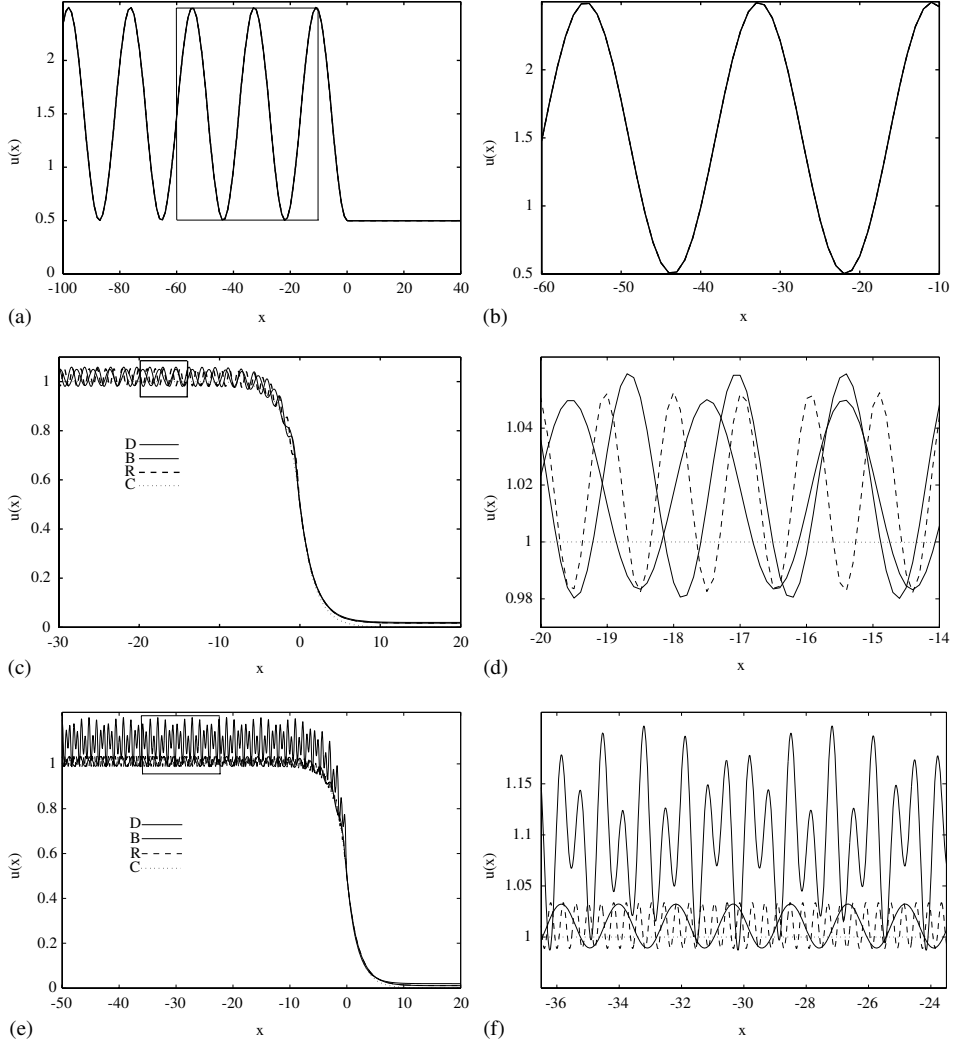 2
1.5
1
0.5
0
u(x)
-100 -80 -60 -40 -20 0 20 40
x
(a)
2
1.5
1
0.5
u(x)
-60 -50 -40 -30 -20 -10
x
(b)
1
0.8
0.6
0.4
0.2
0
u(x)
D
B
R
C
-30 -20 -10 0 10 20
x
(c)
1.04
1.02
1
0.98
u(x)
-20 -19 -18 -17 -16 -15 -14
x
(d)
1
0.8
0.6
0.4
0.2
0
u(x)
D
B
R
C
-50 -40 -30 -20 -10 0 10 20
x
(e)
1.15
1.1
1.05
1
u(x)
-36 -34 -32 -30 -28 -26 -24
x
(f)